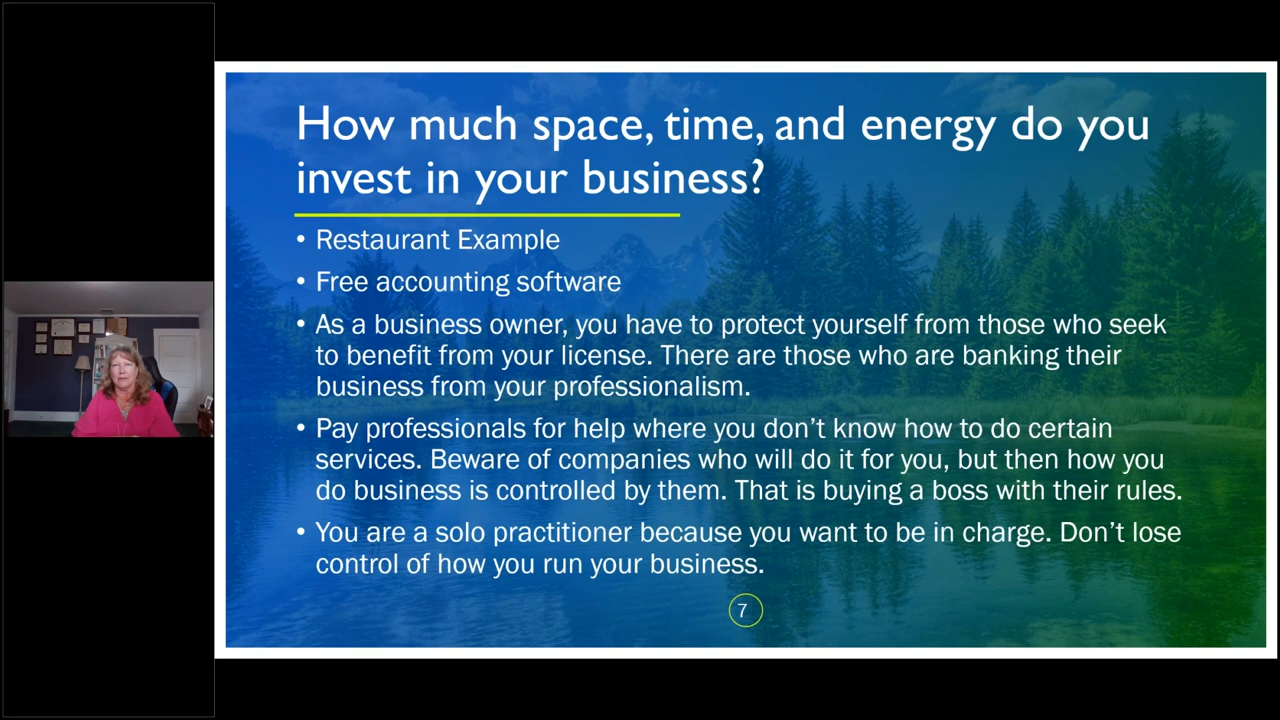 How much space, time, and energy do you
invest in your business?
• Restaurant Example
• Free accounting software
• As a business owner, you have to protect yourself from those who seek
to benefit from your license. There are those who are banking their
business from your professionalism.
• Pay professionals for help where you don’t know how to do certain
services. Beware of companies who will do it for you, but then how you
do business is controlled by them. That is buying a boss with their rules.
• You are a solo practitioner because you want to be in charge. Don’t lose
control of how you run your business.
7